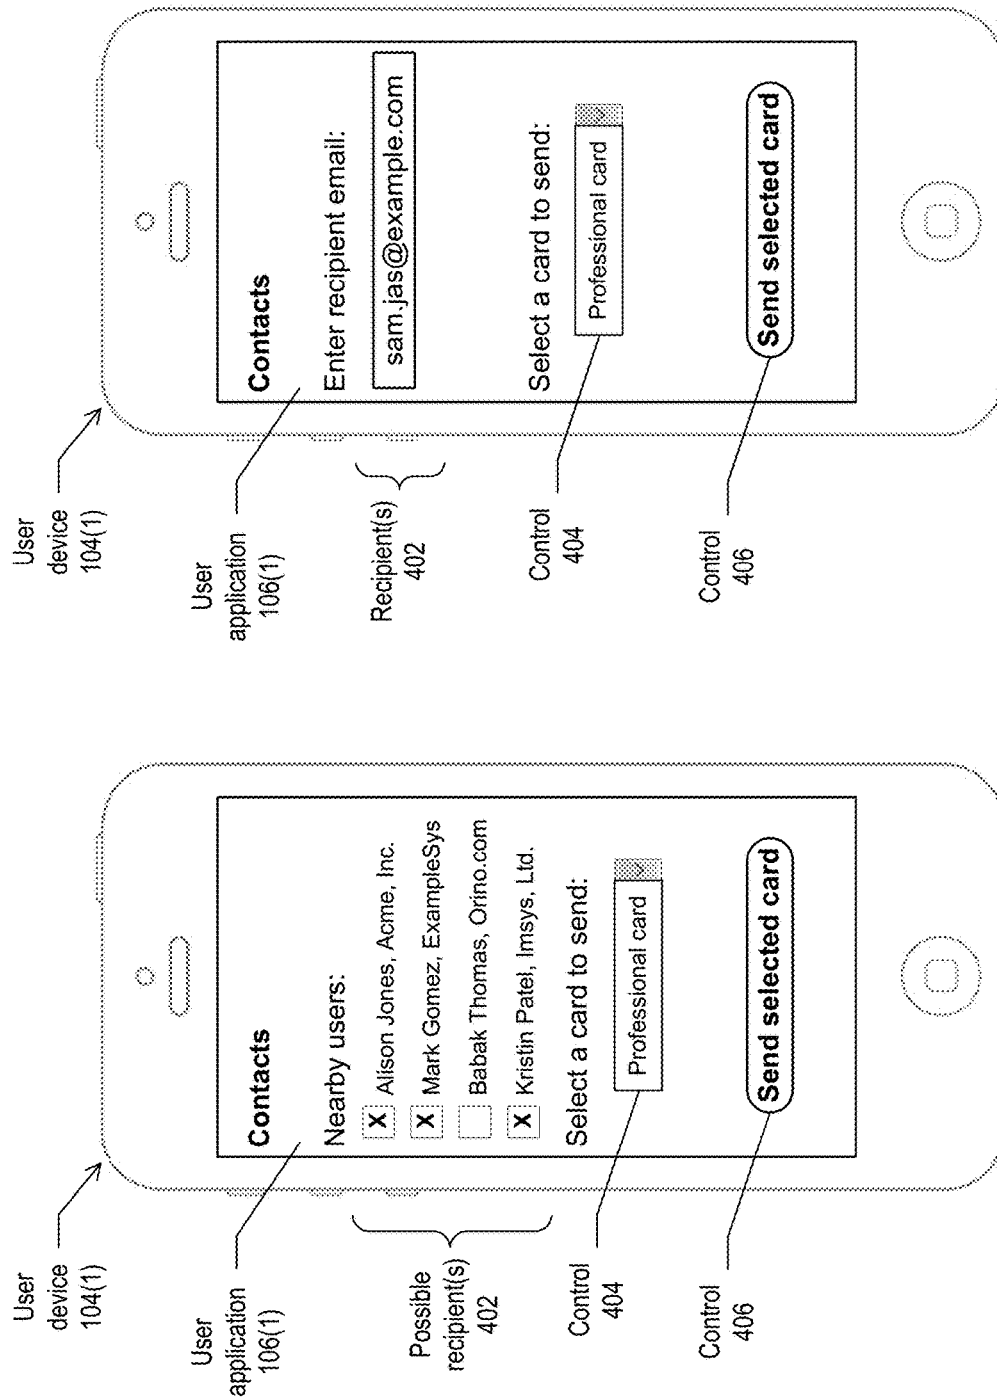 User
device
104(1)
User
application
106(1)
Possible
recipient(s)
402
Control
404
Control
406
Contacts
Nearby users:
X Alison Jones, Acme, Inc.
X Mark Gomez, ExampleSys
Babak Thomas, Orino.com
X Kristin Patel, Imsys, Ltd.
Select a card to send:
Professional card
Send selected card
User
device
104(1)
User
application
106(1)
Recipient(s)
402
Control
404
Control
406
Contacts
Enter recipient email:
sam.jas@example.com
Select a card to send:
Professional card
Send selected card